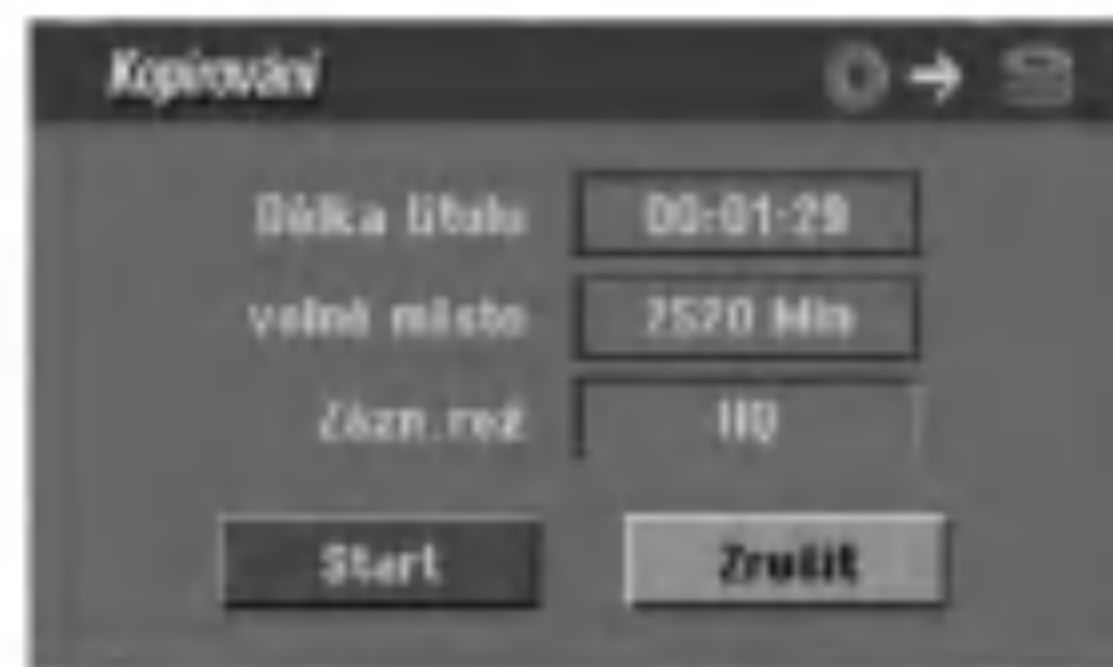 Kopírování
Délka titulu 00:01:29
volné místo 2520 Min
Zázn.rež HQ
Start Zrušit